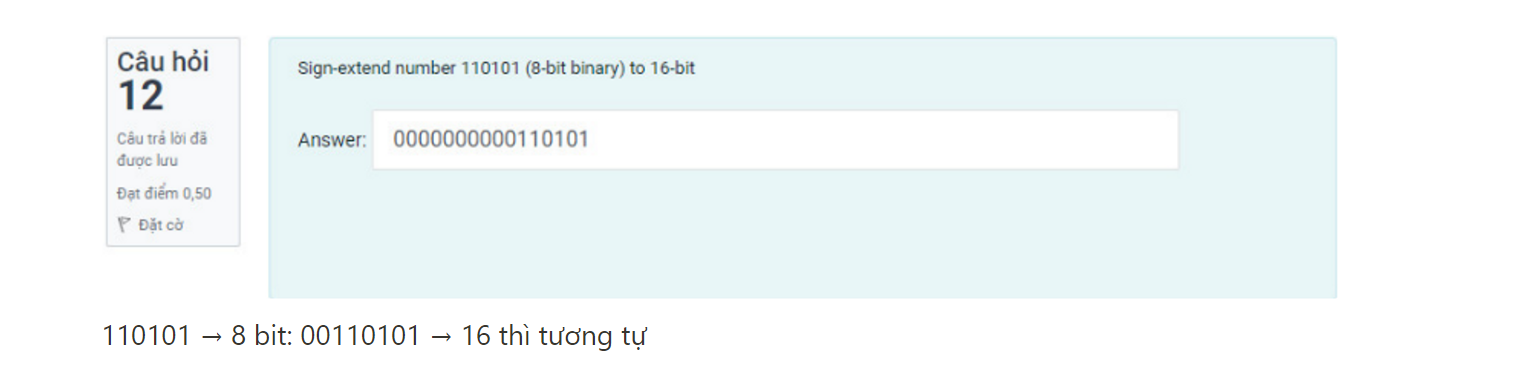 Câu hỏi
12
Câu trả lời đã
được lưu
Đạt điểm 0,50
Đặt cờ
Sign-extend number 110101 (8-bit binary) to 16-bit
Answer: 0000000000110101
110101 → 8 bit: 00110101 → 16 thì tương tự